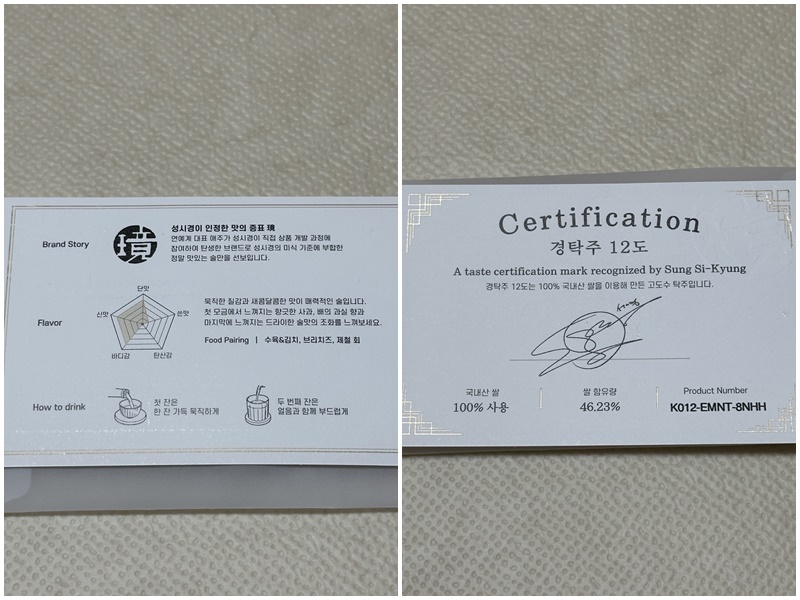 Brand Story
境
성시경이 인정한 맛의 증표 境
연예계 대표 애주가 성시경이 직접 상품 개발 과정에
참여하여 탄생한 브랜드로 성시경의 미식 기준에 부합한
정말 맛있는 술만을 선보입니다.
Flavor
단맛
신맛
쓴맛
바디감
탄산감
묵직한 질감과 새콤달콤한 맛이 매력적인 술입니다.
첫 모금에서 느껴지는 향긋한 사과, 배의 과실 향과
마지막에 느껴지는 드라이한 술맛의 조화를 느껴보세요.
Food Pairing | 수육&김치, 브리치즈, 제철 회
How to drink
첫 잔은
한 잔 가득 묵직하게
두 번째 잔은
얼음과 함께 부드럽게
Certification
경탁주 12도
A taste certification mark recognized by Sung Si-Kyung
경탁주 12도는 100% 국내산 쌀을 이용해 만든 고도수 탁주입니다.
국내산 쌀
100% 사용
쌀 함유량
46.23%
Product Number
K012-EMNT-8NHH